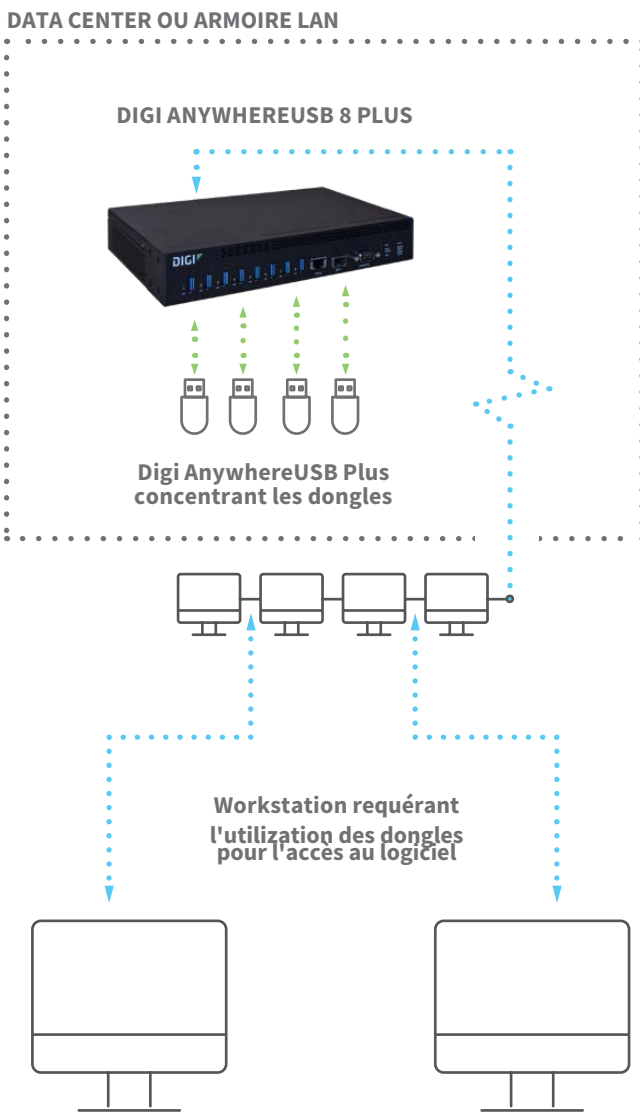 DATA CENTER OU ARMOIRE LAN
DIGI ANYWHEREUSB 8 PLUS
DIGI
Digi AnywhereUSB Plus
concentrant les dongles
Workstation requérant
l'utilization des dongles
pour l'accès au logiciel